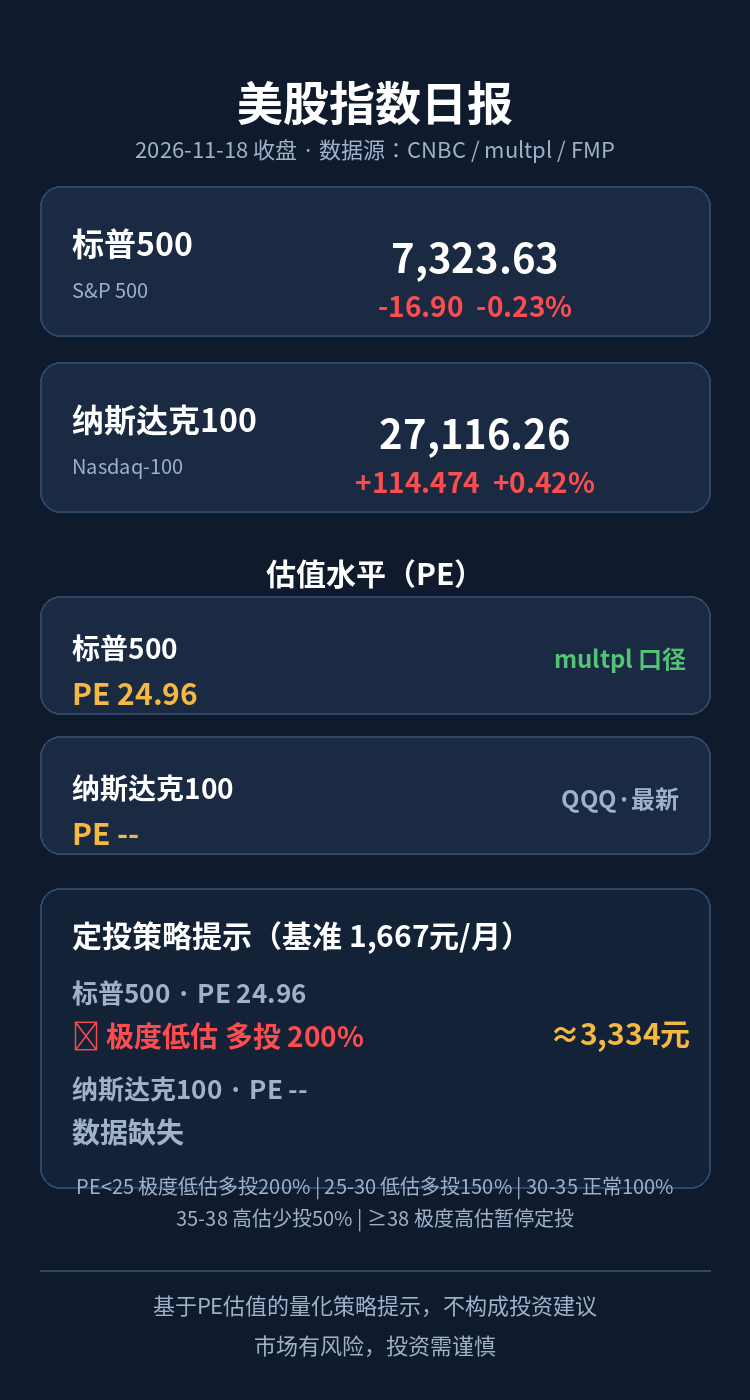 美股指数日报
2026-11-18 收盘 · 数据源：CNBC / multpl / FMP
标普500
7,323.63
S&P 500
-16.90 -0.23%
纳斯达克100
27,116.26
Nasdaq-100
+114.474 +0.42%
估值水平（PE）
标普500
multpl 口径
PE 24.96
纳斯达克100
QQQ·最新
PE --
定投策略提示（基准 1,667元/月）
标普500 · PE 24.96
极度低估 多投 200%
≈3,334元
纳斯达克100 · PE --
数据缺失
PE<25 极度低估多投200% | 25-30 低估多投150% | 30-35 正常100%
35-38 高估少投50% | ≥38 极度高估暂停定投
基于PE估值的量化策略提示，不构成投资建议
市场有风险，投资需谨慎